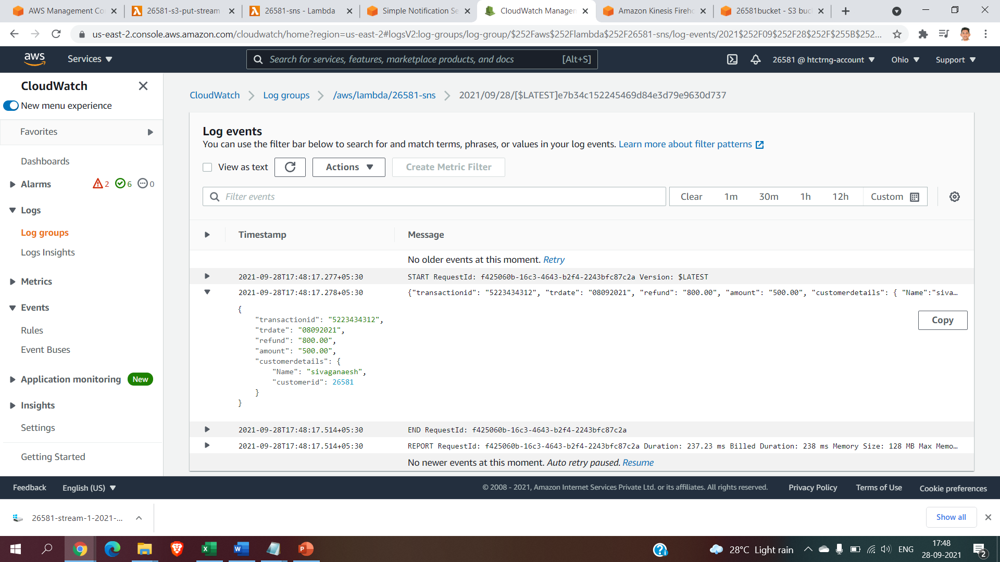 AWS Management Co
26581-s3-put-stream
26581-sns - Lambda
Simple Notification Se
CloudWatch Managem
Amazon Kinesis Fireho
26581bucket - S3 buc
us-east-2.console.aws.amazon.com/cloudwatch/home?region=us-east-2#logsV2:log-groups/log-group/$252Faws$252Flambda$252F26581-sns/log-events/2021$252F09$252F28$252F$255B$252...
aws
Services
Search for services, features, marketplace products, and docs
[Alt+S]
26581 @ htctrng-account
Ohio
Support
CloudWatch
New menu experience
Favorites
Dashboards
Alarms
2
6
0
Logs
Log groups
Logs Insights
Metrics
Events
Rules
Event Buses
Application monitoring
New
Insights
Settings
Getting Started
CloudWatch
Log groups
/aws/lambda/26581-sns
2021/09/28/[$LATEST]e7b34c152245469d84e3d79e9630d737
Log events
You can use the filter bar below to search for and match terms, phrases, or values in your log events. Learn more about filter patterns
View as text
Actions
Create Metric Filter
Filter events
Clear
1m
30m
1h
12h
Custom
Timestamp
Message
No older events at this moment. Retry
2021-09-28T17:48:17.277+05:30
START RequestId: f425060b-16c3-4643-b2f4-2243bfc87c2a Version: $LATEST
2021-09-28T17:48:17.278+05:30
{"transactionid": "5223434312", "trdate": "08092021", "refund": "800.00", "amount": "500.00", "customerdetails": { "Name":"siva…
{
"transactionid": "5223434312",
"trdate": "08092021",
"refund": "800.00",
"amount": "500.00",
"customerdetails": {
"Name": "sivaganaesh",
"customerid": 26581
}
}
Copy
2021-09-28T17:48:17.514+05:30
END RequestId: f425060b-16c3-4643-b2f4-2243bfc87c2a
2021-09-28T17:48:17.514+05:30
REPORT RequestId: f425060b-16c3-4643-b2f4-2243bfc87c2a Duration: 237.23 ms Billed Duration: 238 ms Memory Size: 128 MB Max Memo…
No newer events at this moment. Auto retry paused. Resume
Feedback
English (US)
© 2008 - 2021, Amazon Internet Services Private Ltd. or its affiliates. All rights reserved.
Privacy Policy
Terms of Use
Cookie preferences
26581-stream-1-2021-...
Show all
28°C Light rain
ENG
17:48
28-09-2021
2